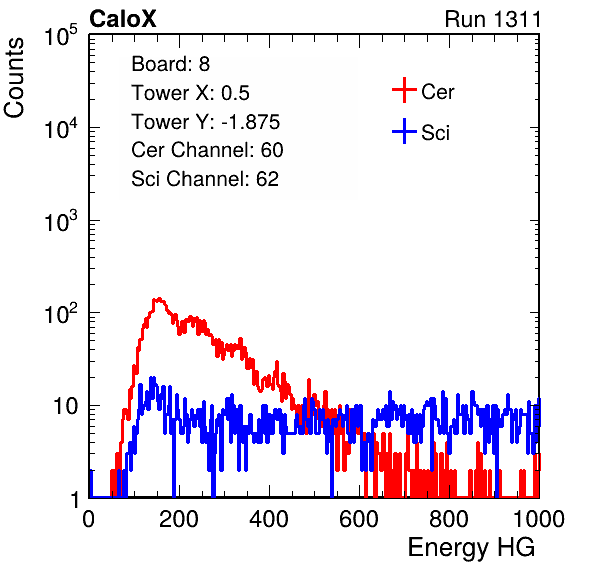 CaloX Run 1311
Board: 8
Tower X: 0.5
Tower Y: -1.875
Cer Channel: 60
Sci Channel: 62
Cer
Sci
Counts
10^5
10^4
10^3
10^2
10
1
0 200 400 600 800 1000
Energy HG